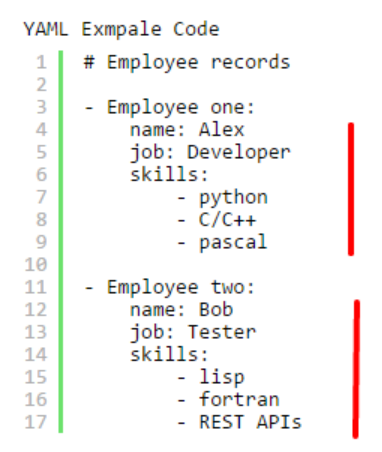 YAML Exmpale Code
1 # Employee records
2
3 - Employee one:
4 name: Alex
5 job: Developer
6 skills:
7 - python
8 - C/C++
9 - pascal
10
11 - Employee two:
12 name: Bob
13 job: Tester
14 skills:
15 - lisp
16 - fortran
17 - REST APIs